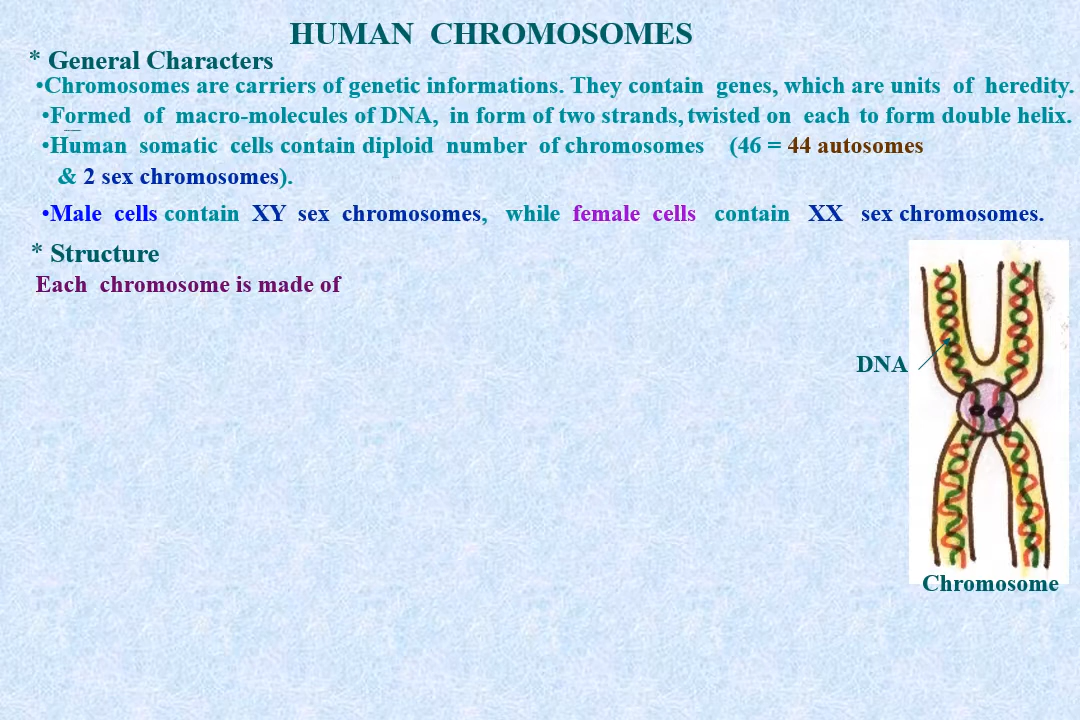 HUMAN CHROMOSOMES
* General Characters
•Chromosomes are carriers of genetic informations. They contain genes, which are units of heredity.
•Formed of macro-molecules of DNA, in form of two strands, twisted on each to form double helix.
•Human somatic cells contain diploid number of chromosomes (46 = 44 autosomes
& 2 sex chromosomes).
•Male cells contain XY sex chromosomes, while female cells contain XX sex chromosomes.
* Structure
Each chromosome is made of
DNA
Chromosome